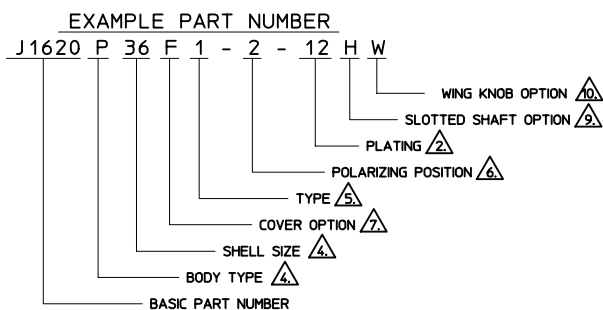 EXAMPLE PART NUMBER
J1620 P 36 F 1 - 2 - 12 H W
WING KNOB OPTION 10.
SLOTTED SHAFT OPTION 9.
PLATING 2.
POLARIZING POSITION 6.
TYPE 5.
COVER OPTION 7.
SHELL SIZE 4.
BODY TYPE 4.
BASIC PART NUMBER